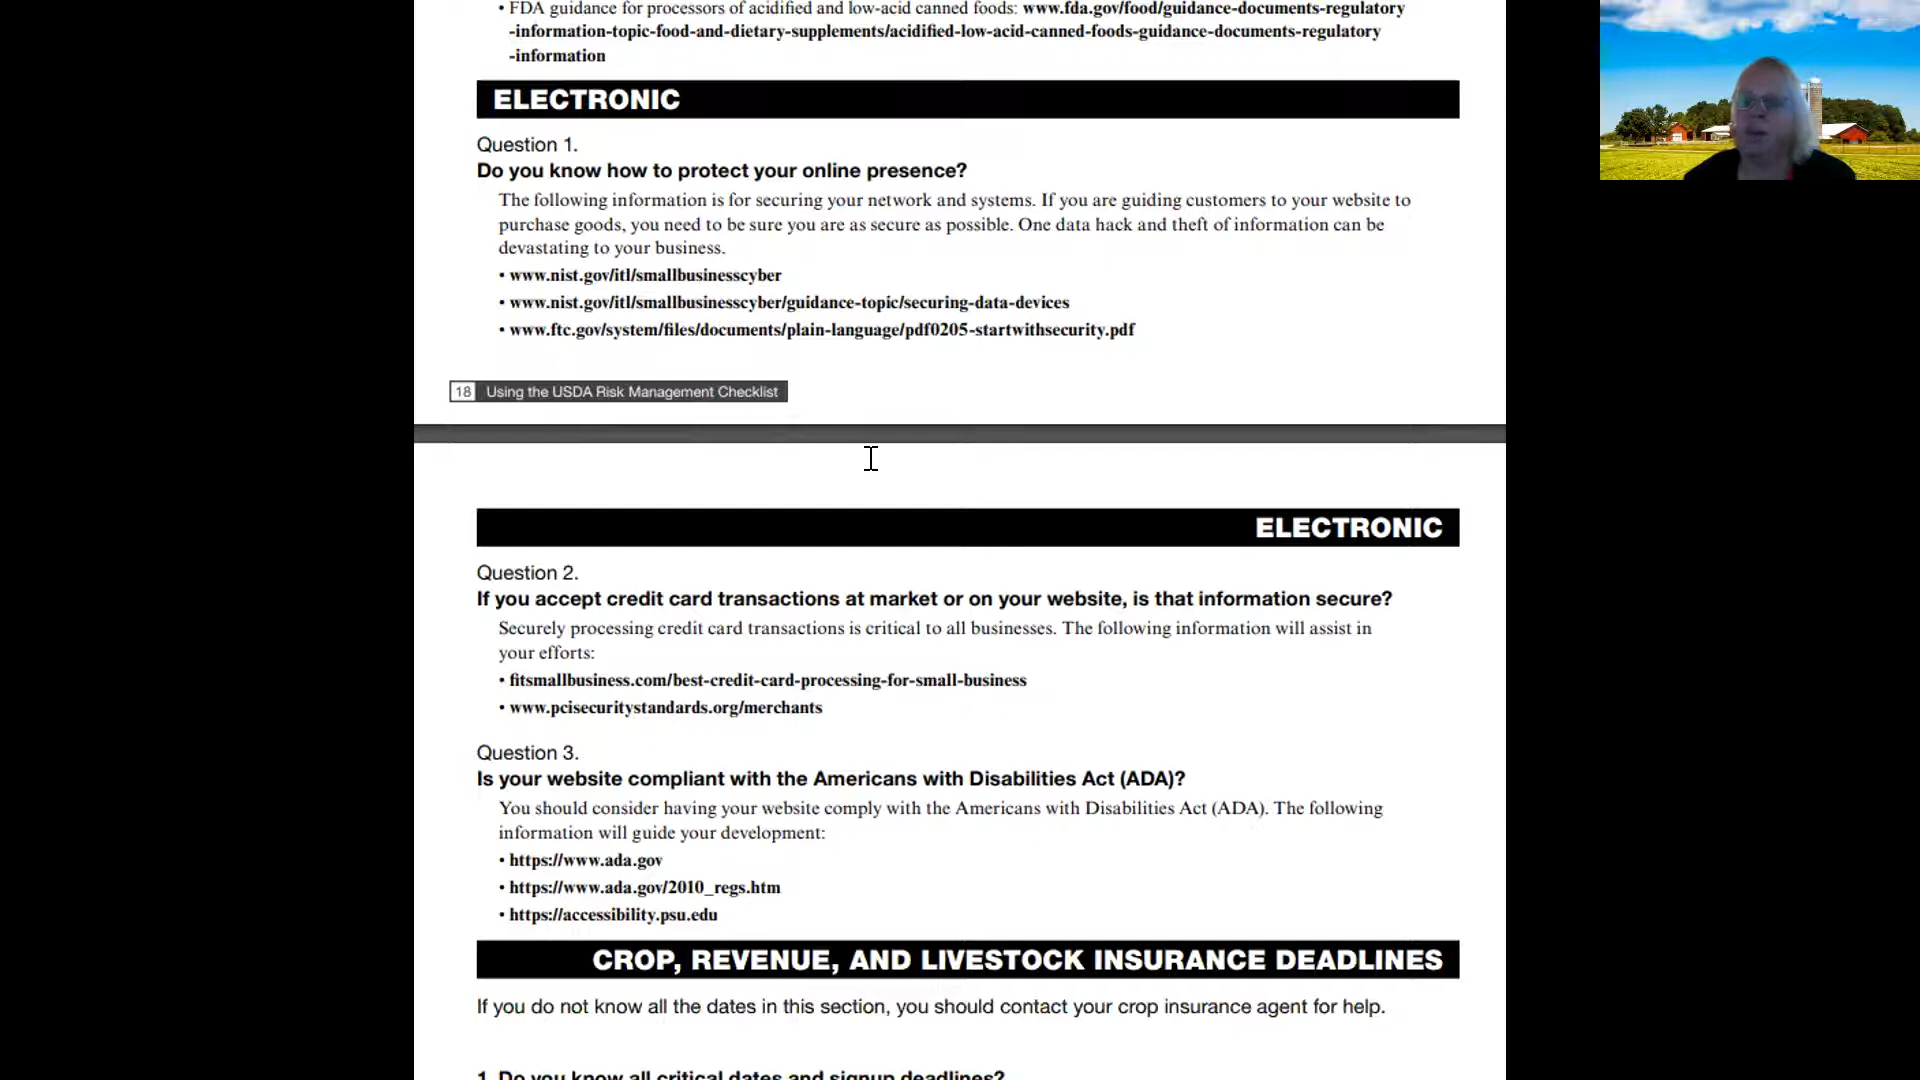 • FDA guidance for processors of acidified and low-acid canned foods: www.fda.gov/food/guidance-documents-regulatory
-information-topic-food-and-dietary-supplements/acidified-low-acid-canned-foods-guidance-documents-regulatory
-information
ELECTRONIC
Question 1.
Do you know how to protect your online presence?
The following information is for securing your network and systems. If you are guiding customers to your website to
purchase goods, you need to be sure you are as secure as possible. One data hack and theft of information can be
devastating to your business.
• www.nist.gov/itl/smallbusinesscyber
• www.nist.gov/itl/smallbusinesscyber/guidance-topic/securing-data-devices
• www.ftc.gov/system/files/documents/plain-language/pdf0205-startwithsecurity.pdf
18 Using the USDA Risk Management Checklist
ELECTRONIC
Question 2.
If you accept credit card transactions at market or on your website, is that information secure?
Securely processing credit card transactions is critical to all businesses. The following information will assist in
your efforts:
• fitsmallbusiness.com/best-credit-card-processing-for-small-business
• www.pcisecuritystandards.org/merchants
Question 3.
Is your website compliant with the Americans with Disabilities Act (ADA)?
You should consider having your website comply with the Americans with Disabilities Act (ADA). The following
information will guide your development:
• https://www.ada.gov
• https://www.ada.gov/2010_regs.htm
• https://accessibility.psu.edu
CROP, REVENUE, AND LIVESTOCK INSURANCE DEADLINES
If you do not know all the dates in this section, you should contact your crop insurance agent for help.
1. Do you know all critical dates and signup deadlines?